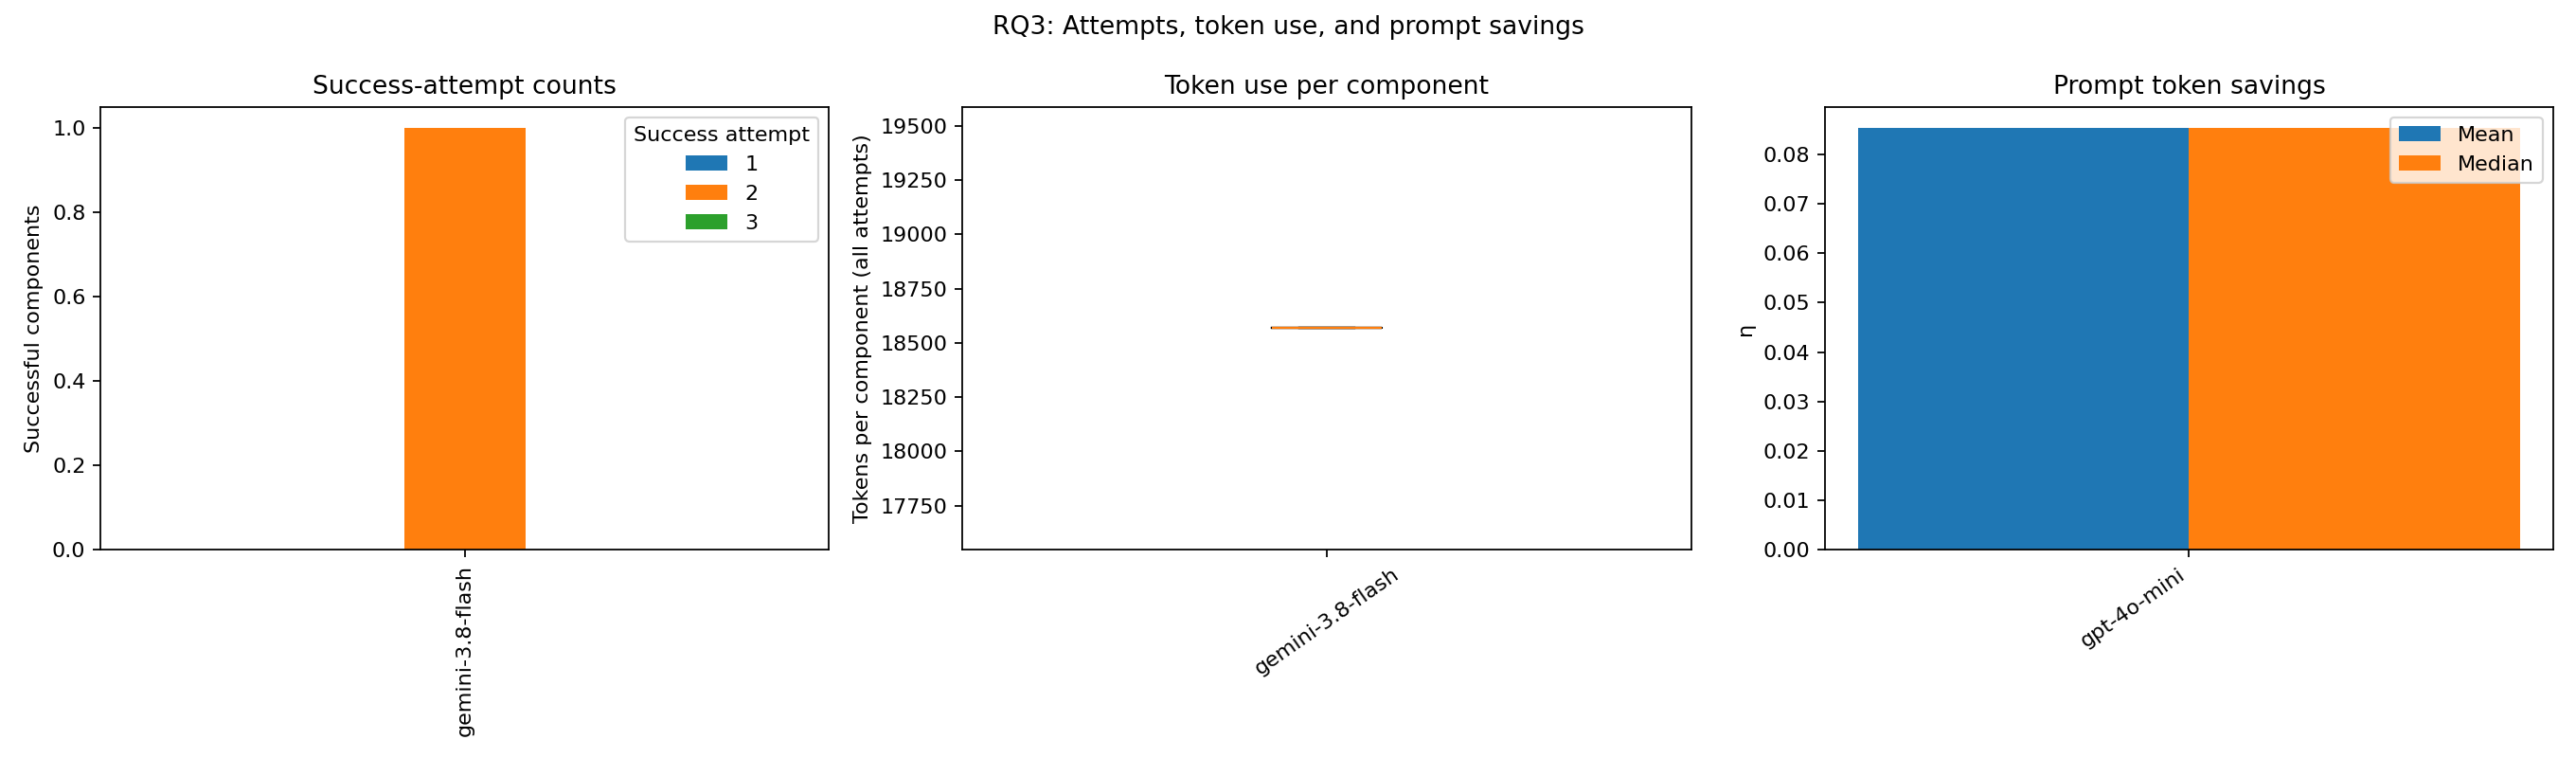 RQ3: Attempts, token use, and prompt savings
Success-attempt counts
Successful components
1.0
0.8
0.6
0.4
0.2
0.0
Success attempt
1
2
3
gemini-3.8-flash
Token use per component
Tokens per component (all attempts)
19500
19250
19000
18750
18500
18250
18000
17750
gemini-3.8-flash
Prompt token savings
η
0.08
0.07
0.06
0.05
0.04
0.03
0.02
0.01
0.00
Mean
Median
gpt-4o-mini